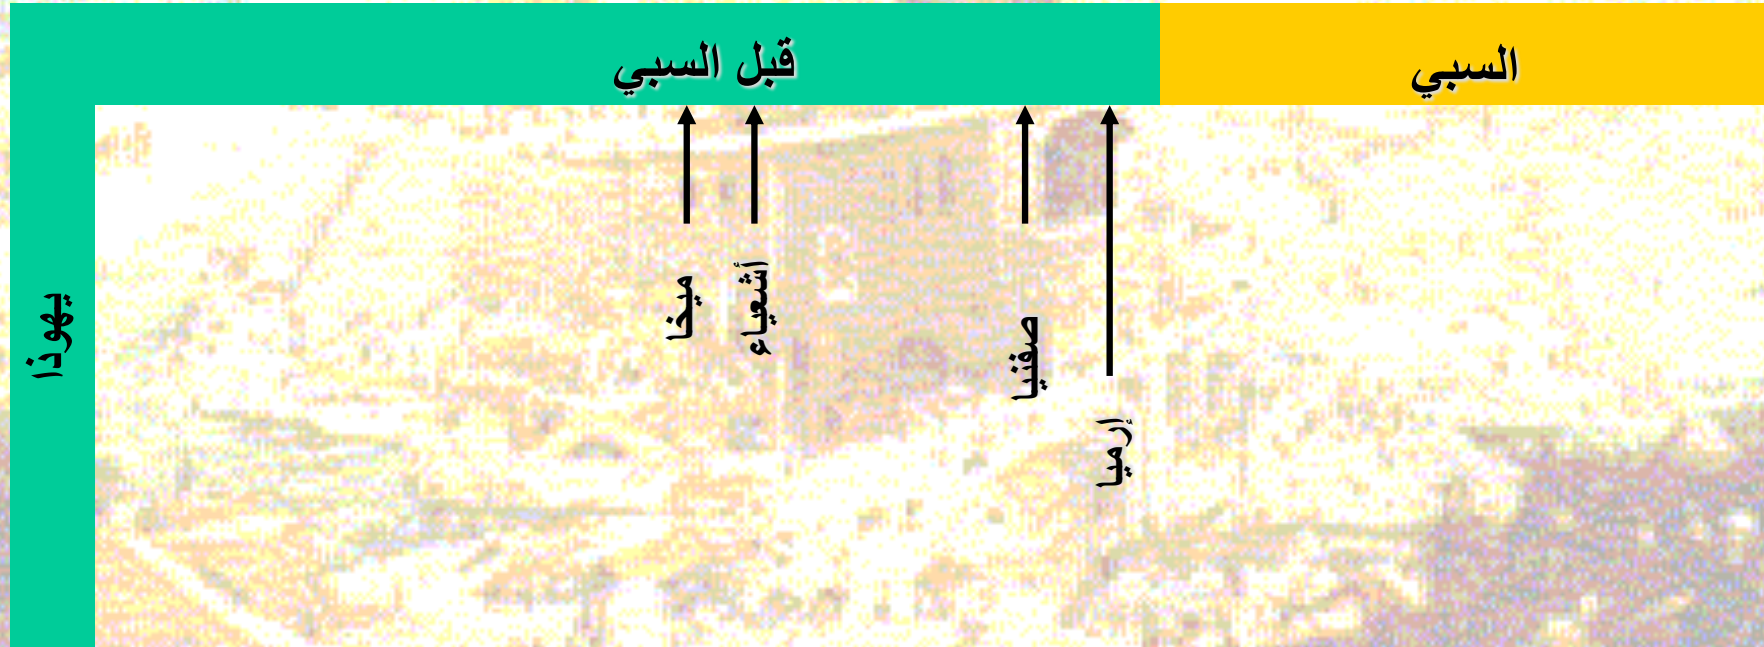 قبل السبي
السبي
يهوذا
ميخا
أشعياء
صفنيا
إرميا